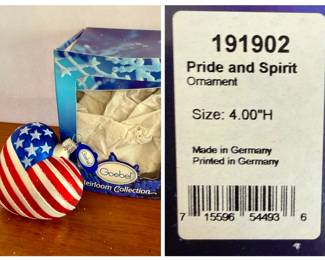 Goebel
Heirloom Collection
191902
Pride and Spirit
Ornament
Size: 4.00"H
Made in Germany
Printed in Germany
7 15596 54493 6